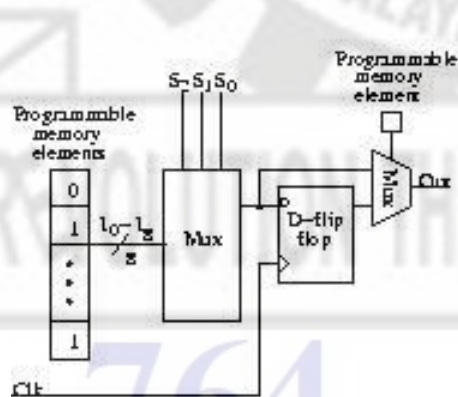 Programmable
memory
element
S₂ S₁ S₀
Programmable
memory
elements
0
1
1
I₀–I₈
8
Mux
D
D-flip
flop
Mux
Out
Clk
764